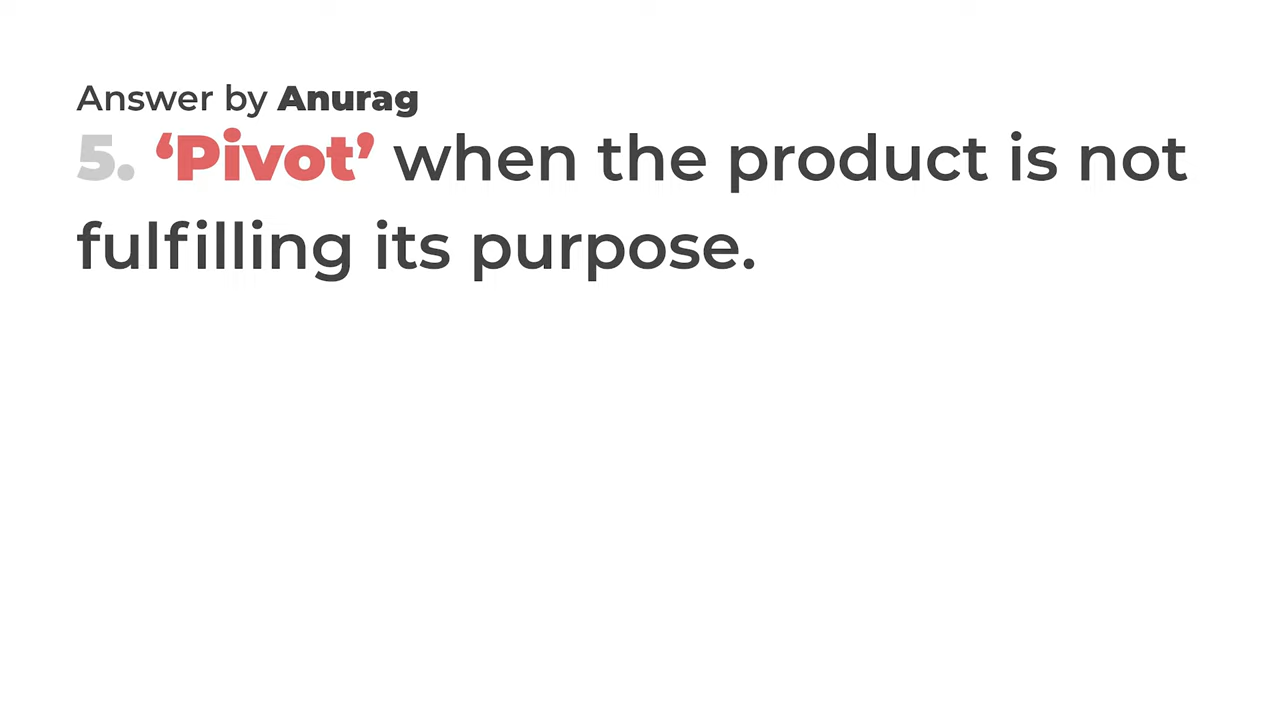 Answer by Anurag
5. ‘Pivot’ when the product is not
fulfilling its purpose.